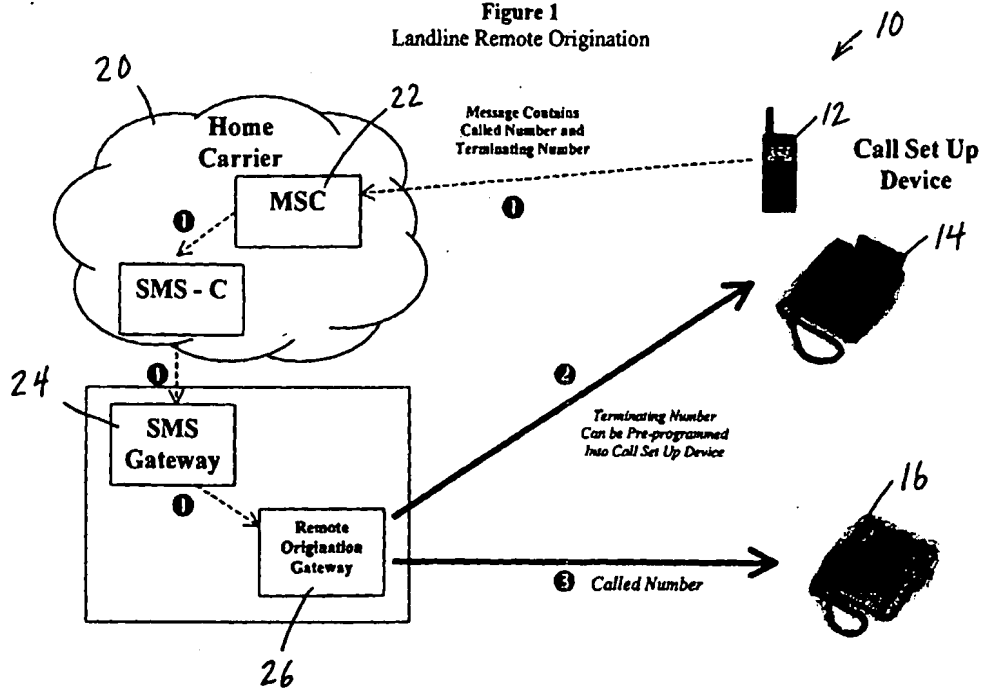 Figure 1
Landline Remote Origination
10
20
22
12
Home
Carrier
Message Contains
Called Number and
Terminating Number
Call Set Up
Device
MSC
1
1
14
SMS - C
1
2
24
SMS
Gateway
Terminating Number
Can be Pre-programmed
Into Call Set Up Device
1
16
Remote
Origination
Gateway
3 Called Number
26